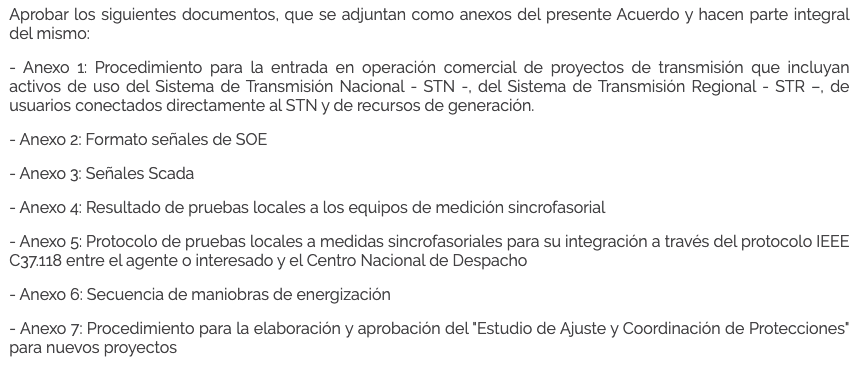 Aprobar los siguientes documentos, que se adjuntan como anexos del presente Acuerdo y hacen parte integral
del mismo:
- Anexo 1: Procedimiento para la entrada en operación comercial de proyectos de transmisión que incluyan
activos de uso del Sistema de Transmisión Nacional - STN -, del Sistema de Transmisión Regional - STR –, de
usuarios conectados directamente al STN y de recursos de generación.
- Anexo 2: Formato señales de SOE
- Anexo 3: Señales Scada
- Anexo 4: Resultado de pruebas locales a los equipos de medición sincrofasorial
- Anexo 5: Protocolo de pruebas locales a medidas sincrofasoriales para su integración a través del protocolo IEEE
C37.118 entre el agente o interesado y el Centro Nacional de Despacho
- Anexo 6: Secuencia de maniobras de energización
- Anexo 7: Procedimiento para la elaboración y aprobación del "Estudio de Ajuste y Coordinación de Protecciones"
para nuevos proyectos